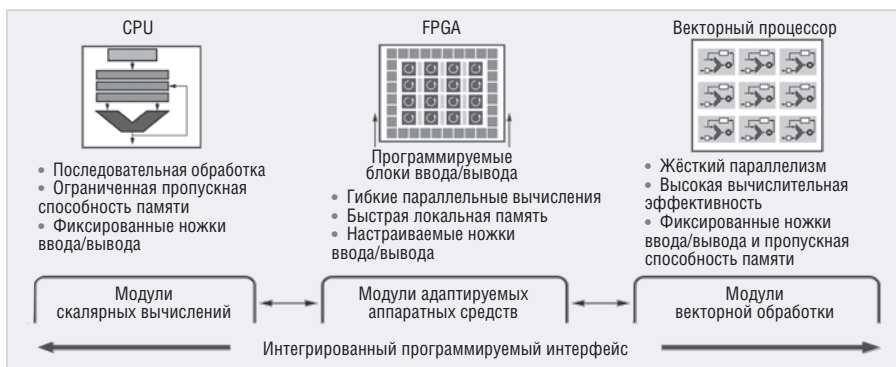 CPU
FPGA
Векторный процессор
Программируемые
блоки ввода/вывода
• Последовательная обработка
• Ограниченная пропускная
способность памяти
• Фиксированные ножки
ввода/вывода
• Гибкие параллельные вычисления
• Быстрая локальная память
• Настраиваемые ножки
ввода/вывода
• Жёсткий параллелизм
• Высокая вычислительная
эффективность
• Фиксированные ножки
ввода/вывода и пропускная
способность памяти
Модули
скалярных вычислений
Модули адаптируемых
аппаратных средств
Модули
векторной обработки
Интегрированный программируемый интерфейс